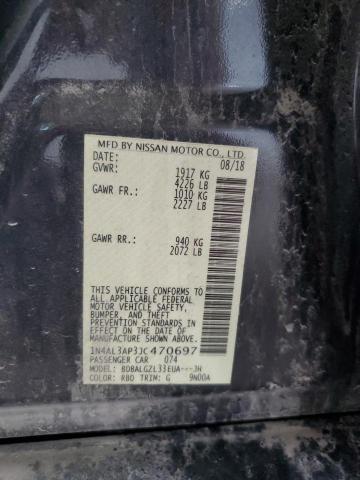 MFD BY NISSAN MOTOR CO., LTD.
DATE: 08/18
GVWR: 1917 KG
4226 LB
GAWR FR: 1010 KG
2227 LB
GAWR RR: 940 KG
2072 LB
THIS VEHICLE CONFORMS TO ALL
APPLICABLE FEDERAL
MOTOR VEHICLE SAFETY,
BUMPER, AND THEFT
PREVENTION STANDARDS IN
EFFECT ON THE DATE OF
MANUFACTURE SHOWN ABOVE.
1N4AL3AP3JC470697
PASSENGER CAR 074
MODEL: BDBALGZL33EUA---JH
COLOR: RBD TRIM: G 9N00A